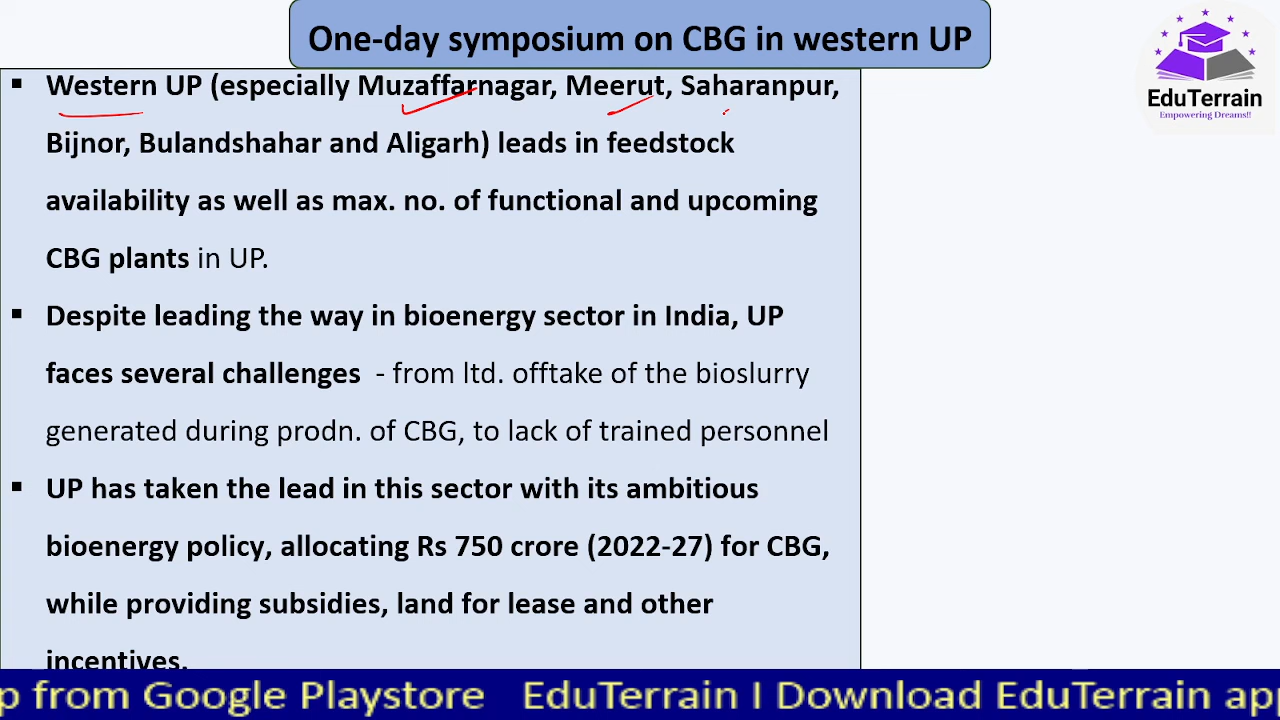 One-day symposium on CBG in western UP
EduTerrain
Empowering Dreams!!
▪ Western UP (especially Muzaffarnagar, Meerut, Saharanpur,
Bijnor, Bulandshahar and Aligarh) leads in feedstock
availability as well as max. no. of functional and upcoming
CBG plants in UP.
▪ Despite leading the way in bioenergy sector in India, UP
faces several challenges - from ltd. offtake of the bioslurry
generated during prodn. of CBG, to lack of trained personnel
▪ UP has taken the lead in this sector with its ambitious
bioenergy policy, allocating Rs 750 crore (2022-27) for CBG,
while providing subsidies, land for lease and other
incentives.
p from Google Playstore EduTerrain I Download EduTerrain app